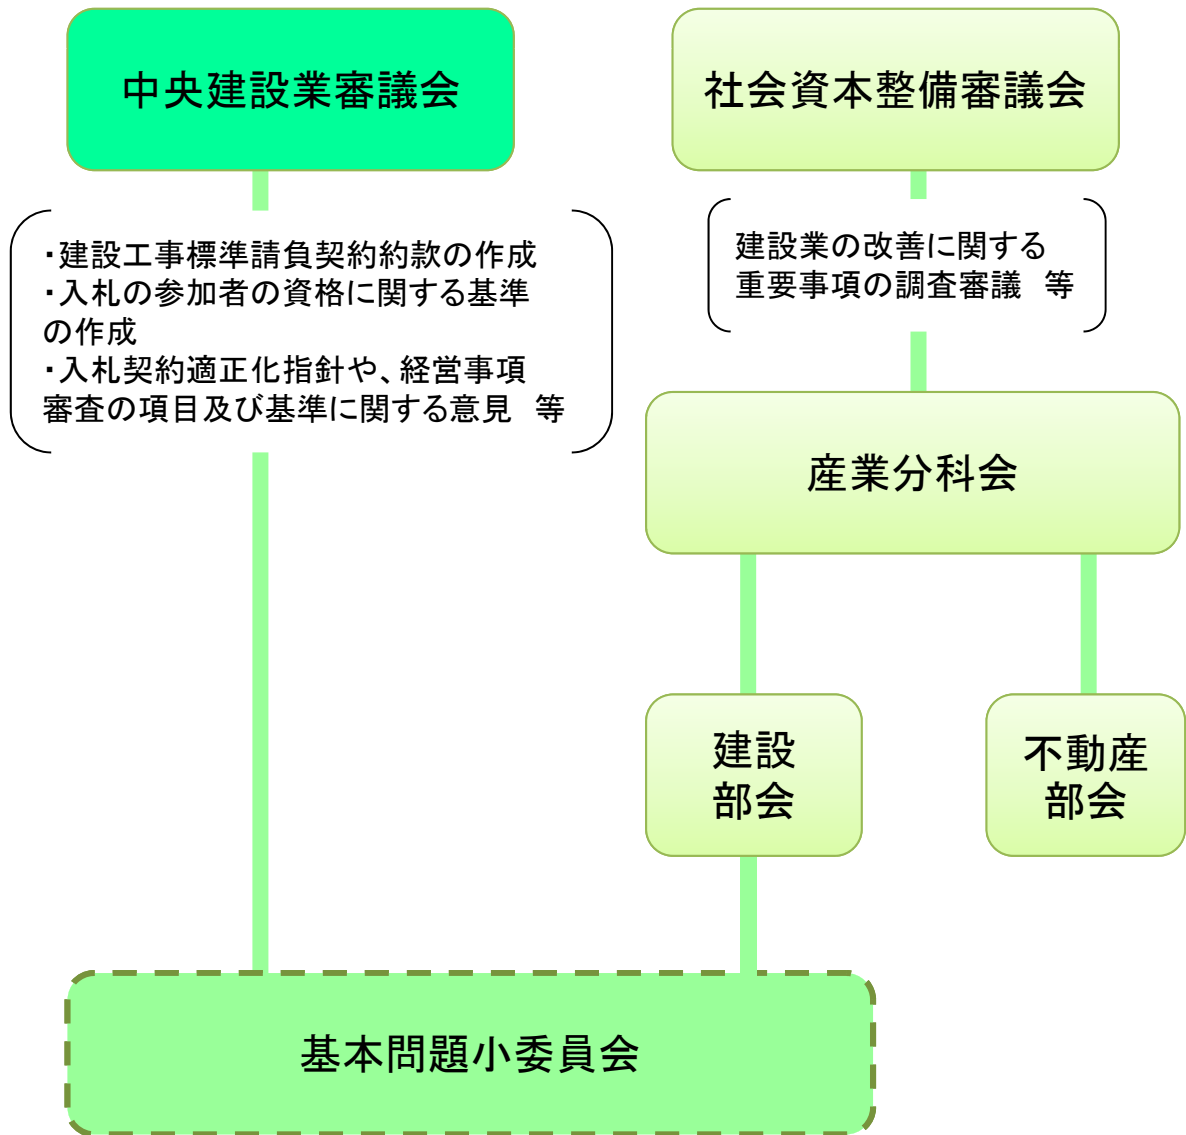 中央建設業審議会
・建設工事標準請負契約約款の作成
・入札の参加者の資格に関する基準
の作成
・入札契約適正化指針や、経営事項
審査の項目及び基準に関する意見　等
社会資本整備審議会
建設業の改善に関する
重要事項の調査審議　等
産業分科会
建設
部会
不動産
部会
基本問題小委員会